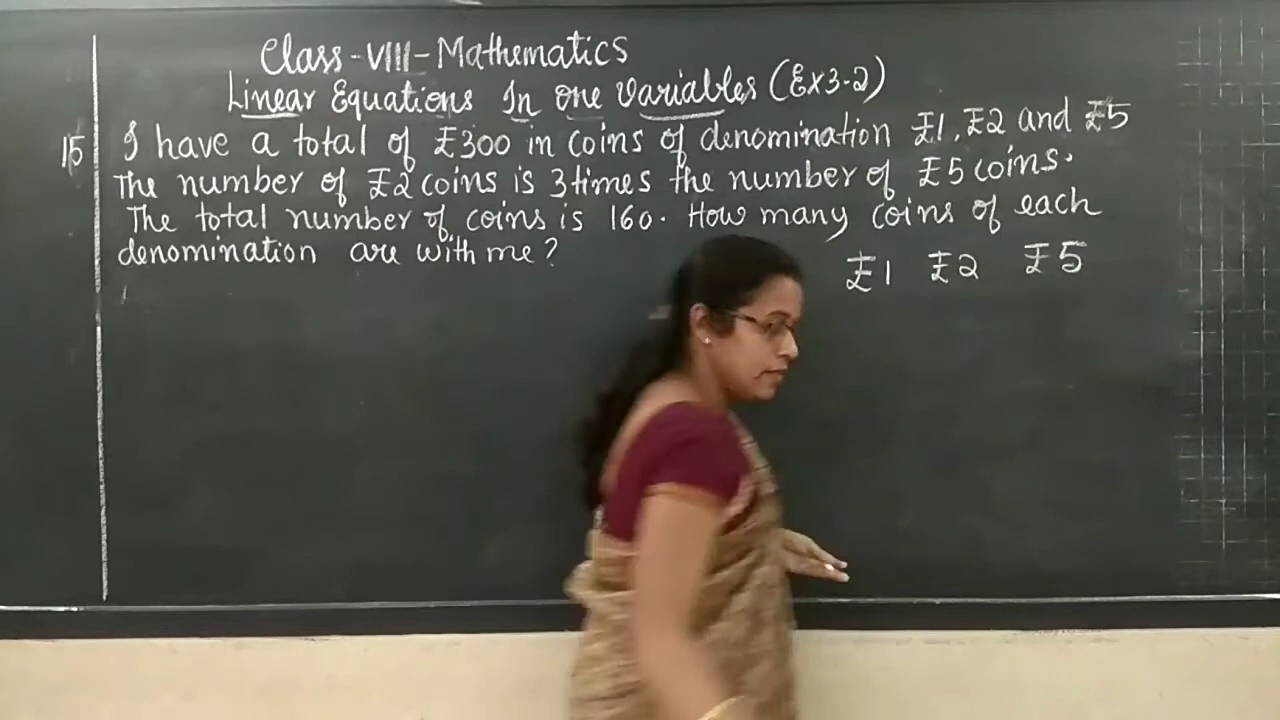 Class-VIII-Mathematics
Linear Equations In One Variables (Ex 3-2)
15 I have a total of ₹300 in coins of denomination ₹1, ₹2 and ₹5
The number of ₹2 coins is 3 times the number of ₹5 coins.
The total number of coins is 160. How many coins of each
denomination are with me?
₹1 ₹2 ₹5